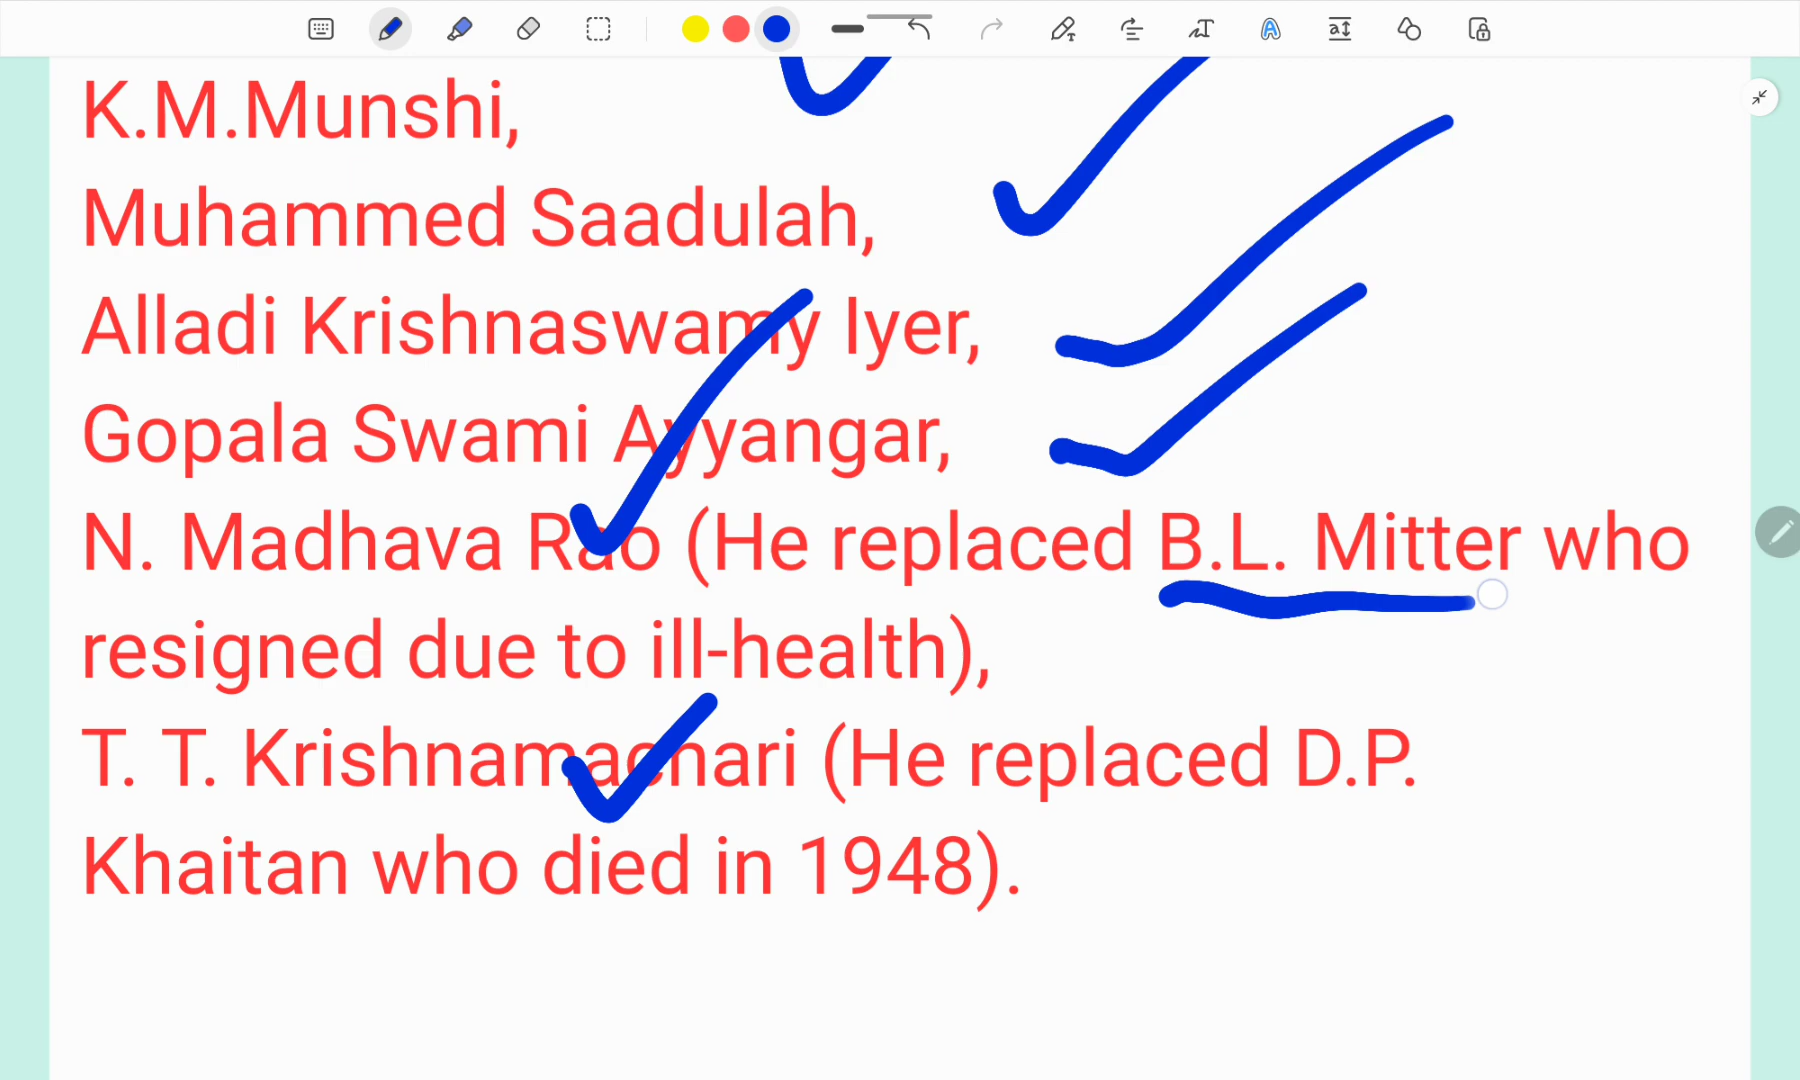 K.M.Munshi,
Muhammed Saadulah,
Alladi Krishnaswamy Iyer,
Gopala Swami Ayyangar,
N. Madhava Rao (He replaced B.L. Mitter who
resigned due to ill-health),
T. T. Krishnamachari (He replaced D.P.
Khaitan who died in 1948).